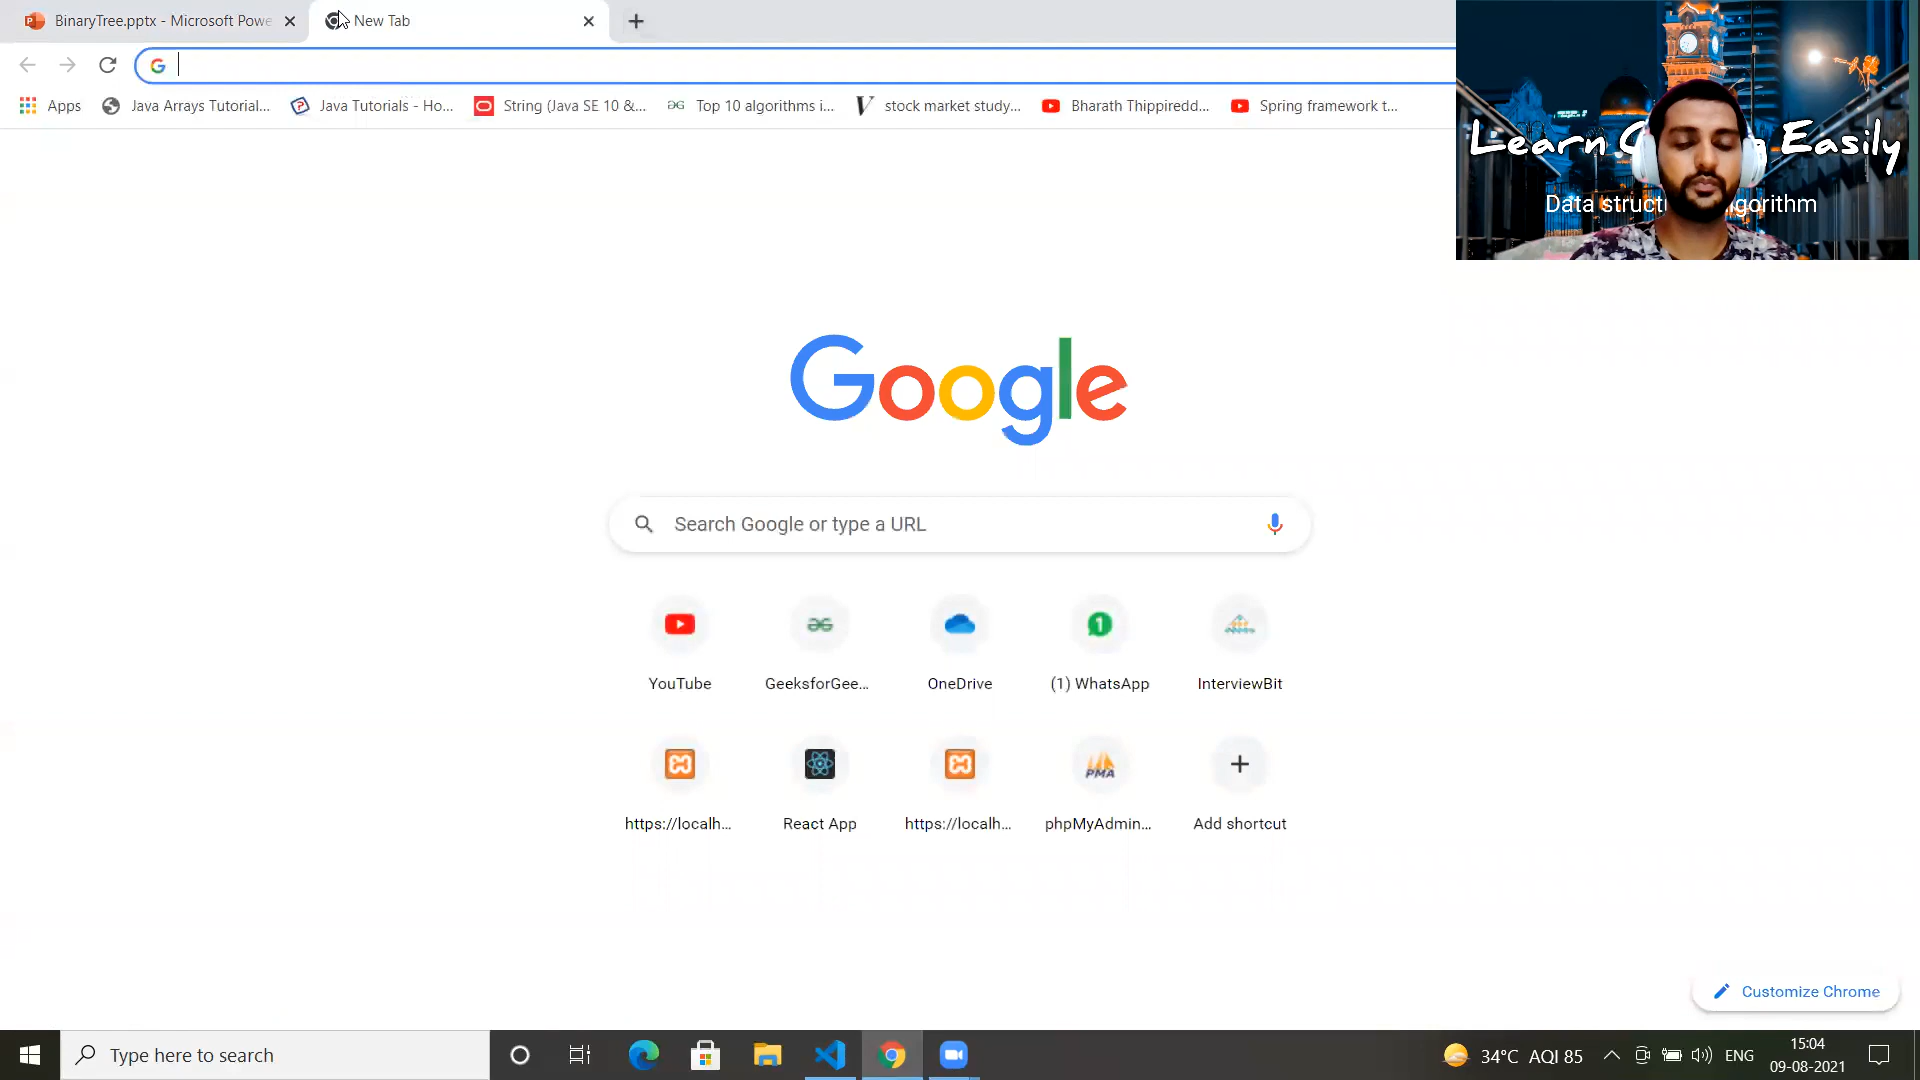 BinaryTree.pptx - Microsoft Powe
New Tab
Apps
Java Arrays Tutorial...
Java Tutorials - Ho...
String (Java SE 10 &...
Top 10 algorithms i...
stock market study...
Bharath Thippiredd...
Spring framework t...
Learn Easily
Data
Google
Search Google or type a URL
YouTube
GeeksforGee...
OneDrive
(1) WhatsApp
InterviewBit
https://localh...
React App
https://localh...
PMA
phpMyAdmin...
Add shortcut
Customize Chrome
Type here to search
34°C AQI 85
ENG
15:04
09-08-2021